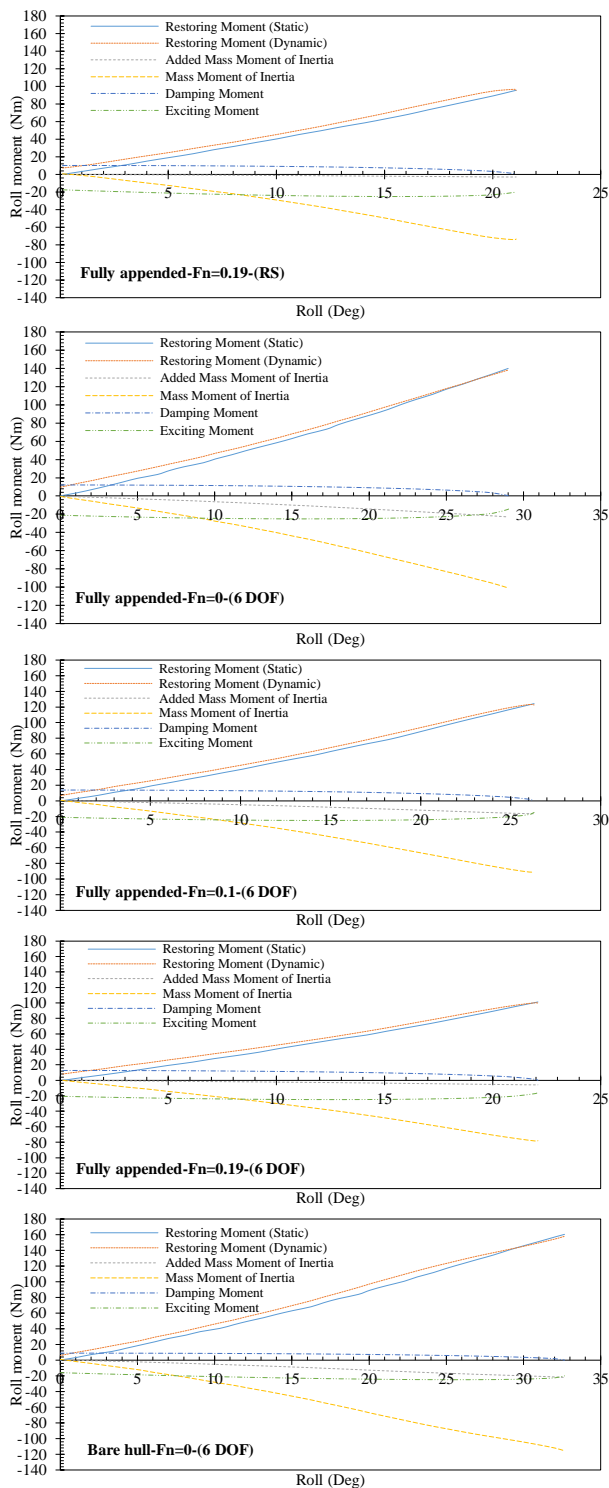 180
160
140
120
100
80
60
40
20
0
-20
-40
-60
-80
-100
-120
-140
Roll moment (Nm)
Restoring Moment (Static)
Restoring Moment (Dynamic)
Added Mass Moment of Inertia
Mass Moment of Inertia
Damping Moment
Exciting Moment
0 5 10 15 20 25
Fully appended-Fn=0.19-(RS)
Roll (Deg)
180
160
140
120
100
80
60
40
20
0
-20
-40
-60
-80
-100
-120
-140
Roll moment (Nm)
Restoring Moment (Static)
Restoring Moment (Dynamic)
Added Mass Moment of Inertia
Mass Moment of Inertia
Damping Moment
Exciting Moment
0 5 10 15 20 25 30 35
Fully appended-Fn=0-(6 DOF)
Roll (Deg)
180
160
140
120
100
80
60
40
20
0
-20
-40
-60
-80
-100
-120
-140
Roll moment (Nm)
Restoring Moment (Static)
Restoring Moment (Dynamic)
Added Mass Moment of Inertia
Mass Moment of Inertia
Damping Moment
Exciting Moment
0 5 10 15 20 25 30
Fully appended-Fn=0.1-(6 DOF)
Roll (Deg)
180
160
140
120
100
80
60
40
20
0
-20
-40
-60
-80
-100
-120
-140
Roll moment (Nm)
Restoring Moment (Static)
Restoring Moment (Dynamic)
Added Mass Moment of Inertia
Mass Moment of Inertia
Damping Moment
Exciting Moment
0 5 10 15 20 25
Fully appended-Fn=0.19-(6 DOF)
Roll (Deg)
180
160
140
120
100
80
60
40
20
0
-20
-40
-60
-80
-100
-120
-140
Roll moment (Nm)
Restoring Moment (Static)
Restoring Moment (Dynamic)
Added Mass Moment of Inertia
Mass Moment of Inertia
Damping Moment
Exciting Moment
0 5 10 15 20 25 30 35
Bare hull-Fn=0-(6 DOF)
Roll (Deg)